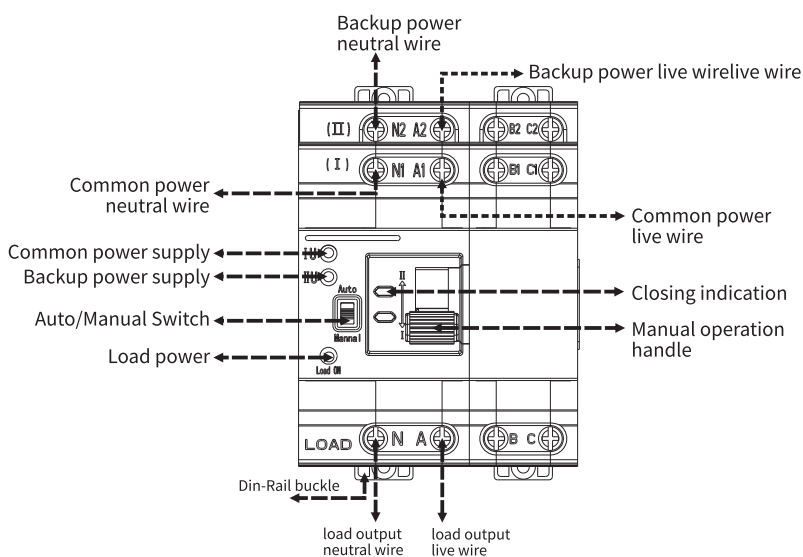 Backup power
neutral wire
Backup power live wirelive wire
(II) N2 A2 B2 C2
(I) N1 A1 B1 C1
Common power
neutral wire
Common power
live wire
Common power supply
IU
Backup power supply
IIU
Auto
II
Closing indication
Auto/Manual Switch
Manual operation
handle
I
Mannal
Load power
Load ON
LOAD N A B C
Din-Rail buckle
load output
neutral wire
load output
live wire